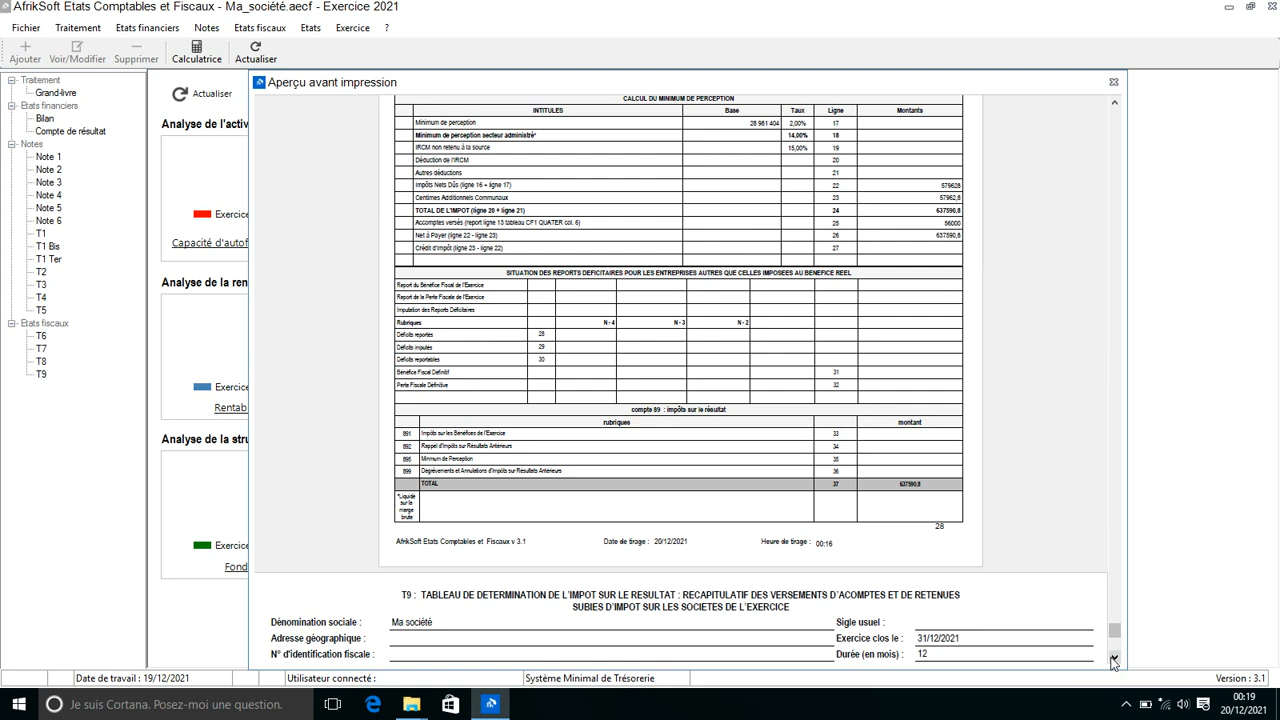 AfrikSoft Etats Comptables et Fiscaux - Ma_société.aecf - Exercice 2021
Fichier Traitement Etats financiers Notes Etats fiscaux Etats Exercice ?
Ajouter Voir/Modifier Supprimer Calculatrice Actualiser
Traitement
Grand-livre
Etats financiers
Bilan
Compte de résultat
Notes
Note 1
Note 2
Note 3
Note 4
Note 5
Note 6
T1
T1 Bis
T1 Ter
T2
T3
T4
T5
Etats fiscaux
T6
T7
T8
T9
Actualiser
Analyse de l'activ
Exercice
Capacité d'autof
Analyse de la ren
Exercice
Rentab
Analyse de la stru
Exercice
Fond
Aperçu avant impression
CALCUL DU MINIMUM DE PERCEPTION
INTITULES Base Taux Ligne Montants
Minimum de perception 28 981 404 2,00% 17
Minimum de perception secteur administré* 14,00% 18
IRCM non retenu à la source 15,00% 19
Déduction de l'IRCM 20
Autres déductions 21
Impôts Nets Dûs (ligne 16 + ligne 17) 22 579628
Centimes Additionnels Communaux 23 57962,8
TOTAL DE L'IMPOT (ligne 20 + ligne 21) 24 637590,8
Accomptes versés (report ligne 13 tableau CF1 QUATER col. 6) 25 56000
Net à Payer (ligne 22 - ligne 23) 26 637590,8
Crédit d'impôt (ligne 23 - ligne 22) 27
SITUATION DES REPORTS DEFICITAIRES POUR LES ENTREPRISES AUTRES QUE CELLES IMPOSEES AU BENEFICE REEL
Report du Bénéfice Fiscal de l'Exercice
Report de la Perte Fiscale de l'Exercice
Imputation des Reports Déficitaires
Rubriques N - 4 N - 3 N - 2
Déficits reportés 28
Déficits imputés 29
Déficits reportables 30
Bénéfice Fiscal Définitif 31
Perte Fiscale Définitive 32
compte 89 : impôts sur le résultat
rubriques montant
891 Impôts sur les Bénéfices de l'Exercice 33
892 Rappel d'Impôts sur Résultats Antérieurs 34
895 Minmum de Perception 35
899 Dégrèvements et Annulations d'Impôts sur Résultats Antérieurs 36
TOTAL 37 637590,8
*Liquidé
sur la
marge
brute
28
AfrikSoft Etats Comptables et Fiscaux v 3.1 Date de tirage : 20/12/2021 Heure de tirage : 00:16
T9 : TABLEAU DE DETERMINATION DE L'IMPOT SUR LE RESULTAT : RECAPITULATIF DES VERSEMENTS D'ACOMPTES ET DE RETENUES
SUBIES D'IMPOT SUR LES SOCIETES DE L'EXERCICE
Dénomination sociale : Ma société Sigle usuel :
Adresse géographique : Exercice clos le : 31/12/2021
N° d'identification fiscale : Durée (en mois) : 12
Date de travail : 19/12/2021 Utilisateur connecté : Système Minimal de Trésorerie Version : 3.1
Je suis Cortana. Posez-moi une question.
00:19
20/12/2021